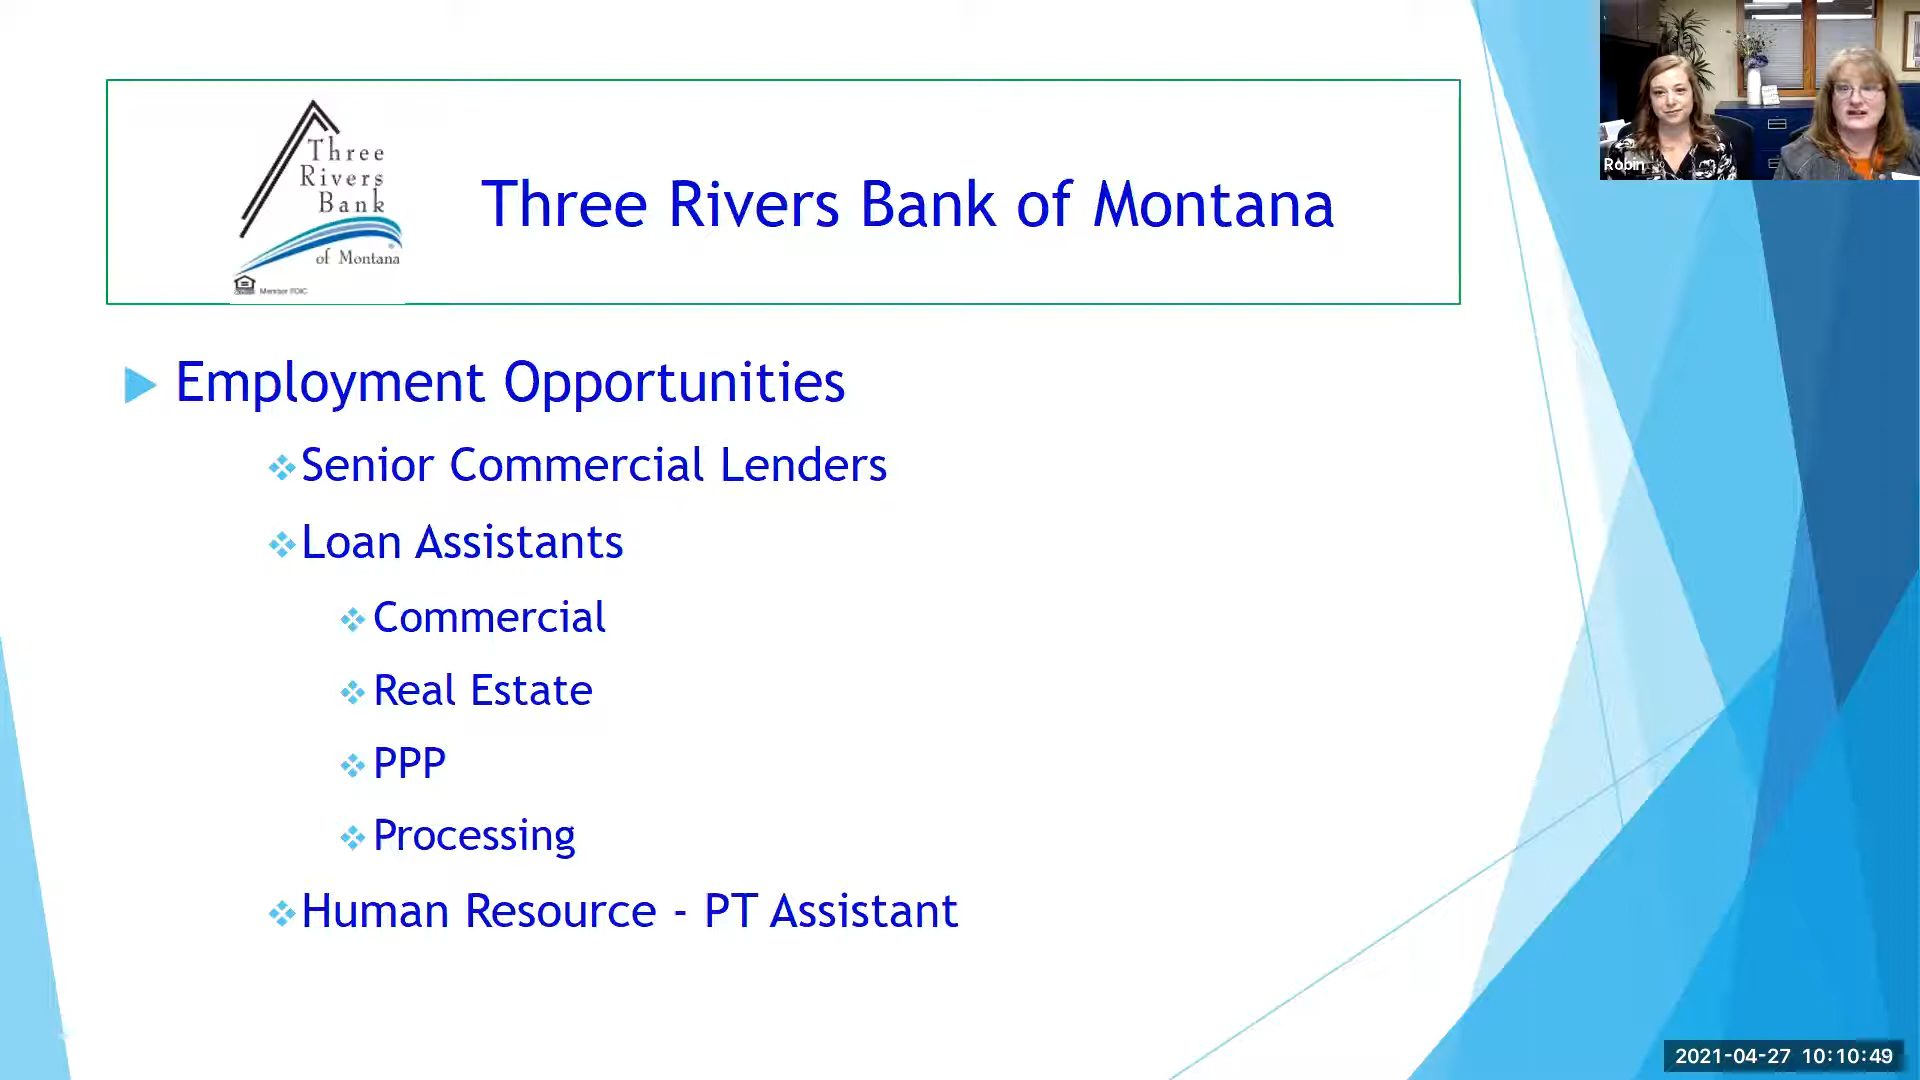 Three
Rivers
Bank
of Montana
Member FDIC
Three Rivers Bank of Montana
Robin
Employment Opportunities
Senior Commercial Lenders
Loan Assistants
Commercial
Real Estate
PPP
Processing
Human Resource - PT Assistant
2021-04-27 10:10:49